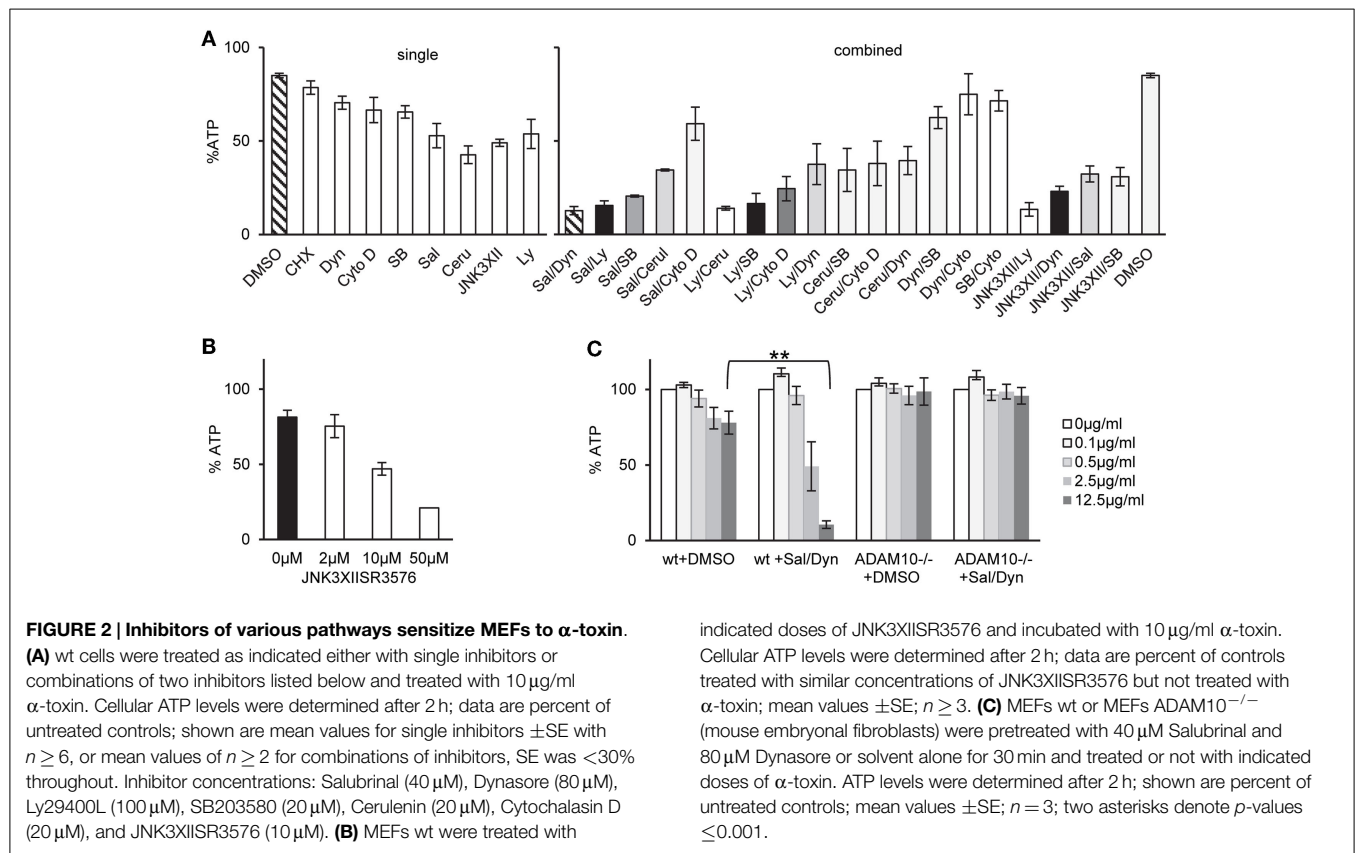 A
single
combined
100
50
0
%ATP
DMSO
CHX
Dyn
Cyto D
SB
Sal
Ceru
JNK3XII
Ly
Sal/Dyn
Sal/Ly
Sal/SB
Sal/Cerul
Sal/Cyto D
Ly/Ceru
Ly/SB
Ly/Cyto D
Ly/Dyn
Ceru/SB
Ceru/Cyto D
Ceru/Dyn
Dyn/SB
Dyn/Cyto
SB/Cyto
JNK3XII/Ly
JNK3XII/Dyn
JNK3XII/Sal
JNK3XII/SB
DMSO
B
100
50
0
% ATP
0µM 2µM 10µM 50µM
JNK3XIISR3576
C
**
100
50
0
% ATP
wt+DMSO
wt +Sal/Dyn
ADAM10-/-
+DMSO
ADAM10-/-
+Sal/Dyn
0µg/ml
0.1µg/ml
0.5µg/ml
2.5µg/ml
12.5µg/ml
FIGURE 2 | Inhibitors of various pathways sensitize MEFs to α-toxin.
(A) wt cells were treated as indicated either with single inhibitors or
combinations of two inhibitors listed below and treated with 10 µg/ml
α-toxin. Cellular ATP levels were determined after 2 h; data are percent of
untreated controls; shown are mean values for single inhibitors ±SE with
n ≥ 6, or mean values of n ≥ 2 for combinations of inhibitors, SE was <30%
throughout. Inhibitor concentrations: Salubrinal (40 µM), Dynasore (80 µM),
Ly29400L (100 µM), SB203580 (20 µM), Cerulenin (20 µM), Cytochalasin D
(20 µM), and JNK3XIISR3576 (10 µM). (B) MEFs wt were treated with
indicated doses of JNK3XIISR3576 and incubated with 10 µg/ml α-toxin.
Cellular ATP levels were determined after 2 h; data are percent of controls
treated with similar concentrations of JNK3XIISR3576 but not treated with
α-toxin; mean values ±SE; n ≥ 3. (C) MEFs wt or MEFs ADAM10−/−
(mouse embryonal fibroblasts) were pretreated with 40 µM Salubrinal and
80 µM Dynasore or solvent alone for 30 min and treated or not with indicated
doses of α-toxin. ATP levels were determined after 2 h; shown are percent of
untreated controls; mean values ±SE; n = 3; two asterisks denote p-values
≤0.001.